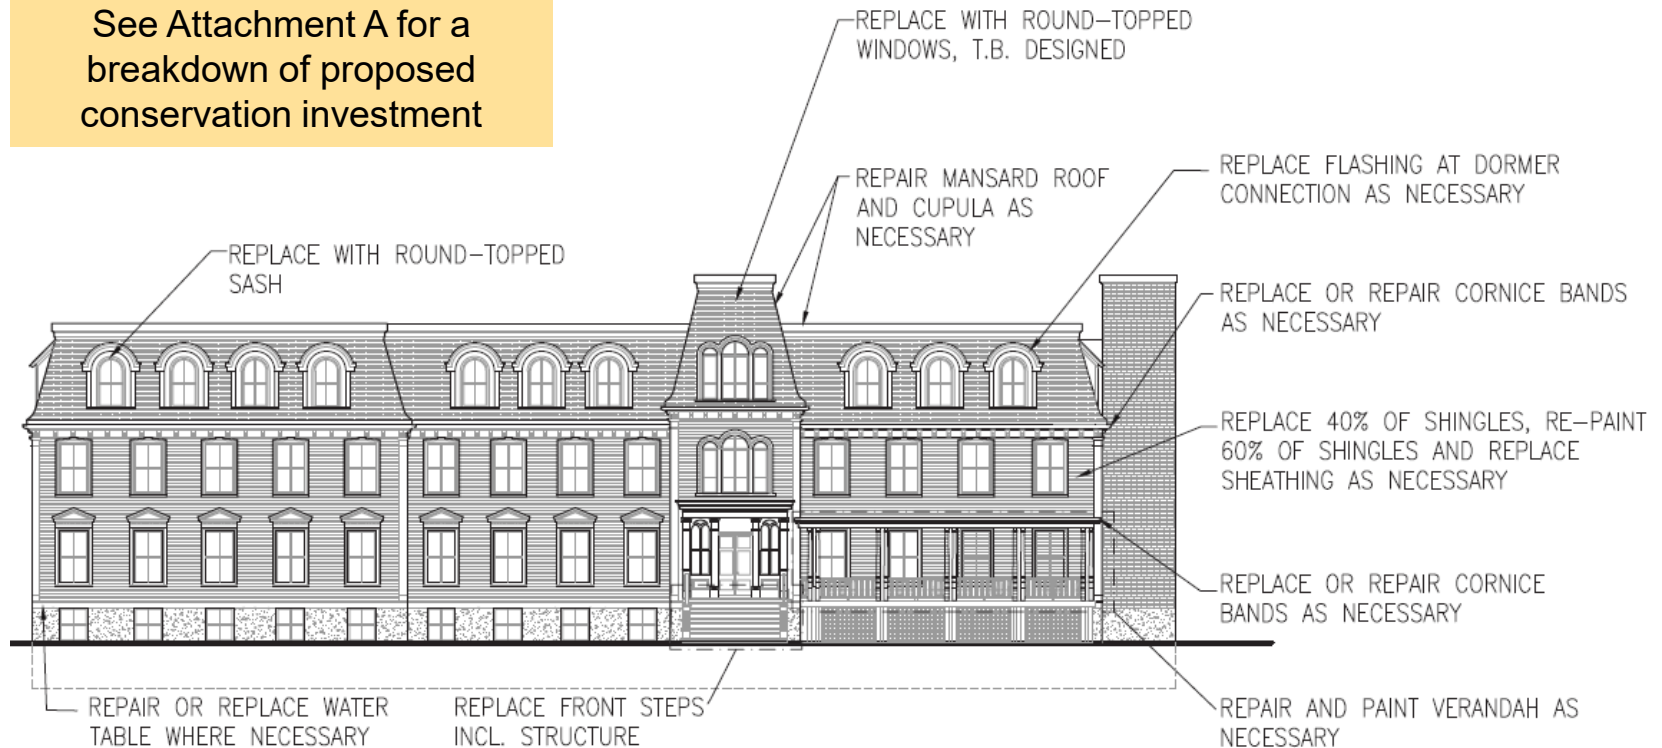 See Attachment A for a
breakdown of proposed
conservation investment
REPLACE WITH ROUND-TOPPED
WINDOWS, T.B. DESIGNED
REPAIR MANSARD ROOF
AND CUPULA AS
NECESSARY
REPLACE FLASHING AT DORMER
CONNECTION AS NECESSARY
REPLACE WITH ROUND-TOPPED
SASH
REPLACE OR REPAIR CORNICE BANDS
AS NECESSARY
REPLACE 40% OF SHINGLES, RE-PAINT
60% OF SHINGLES AND REPLACE
SHEATHING AS NECESSARY
REPLACE OR REPAIR CORNICE
BANDS AS NECESSARY
REPAIR OR REPLACE WATER
TABLE WHERE NECESSARY
REPLACE FRONT STEPS
INCL. STRUCTURE
REPAIR AND PAINT VERANDAH AS
NECESSARY